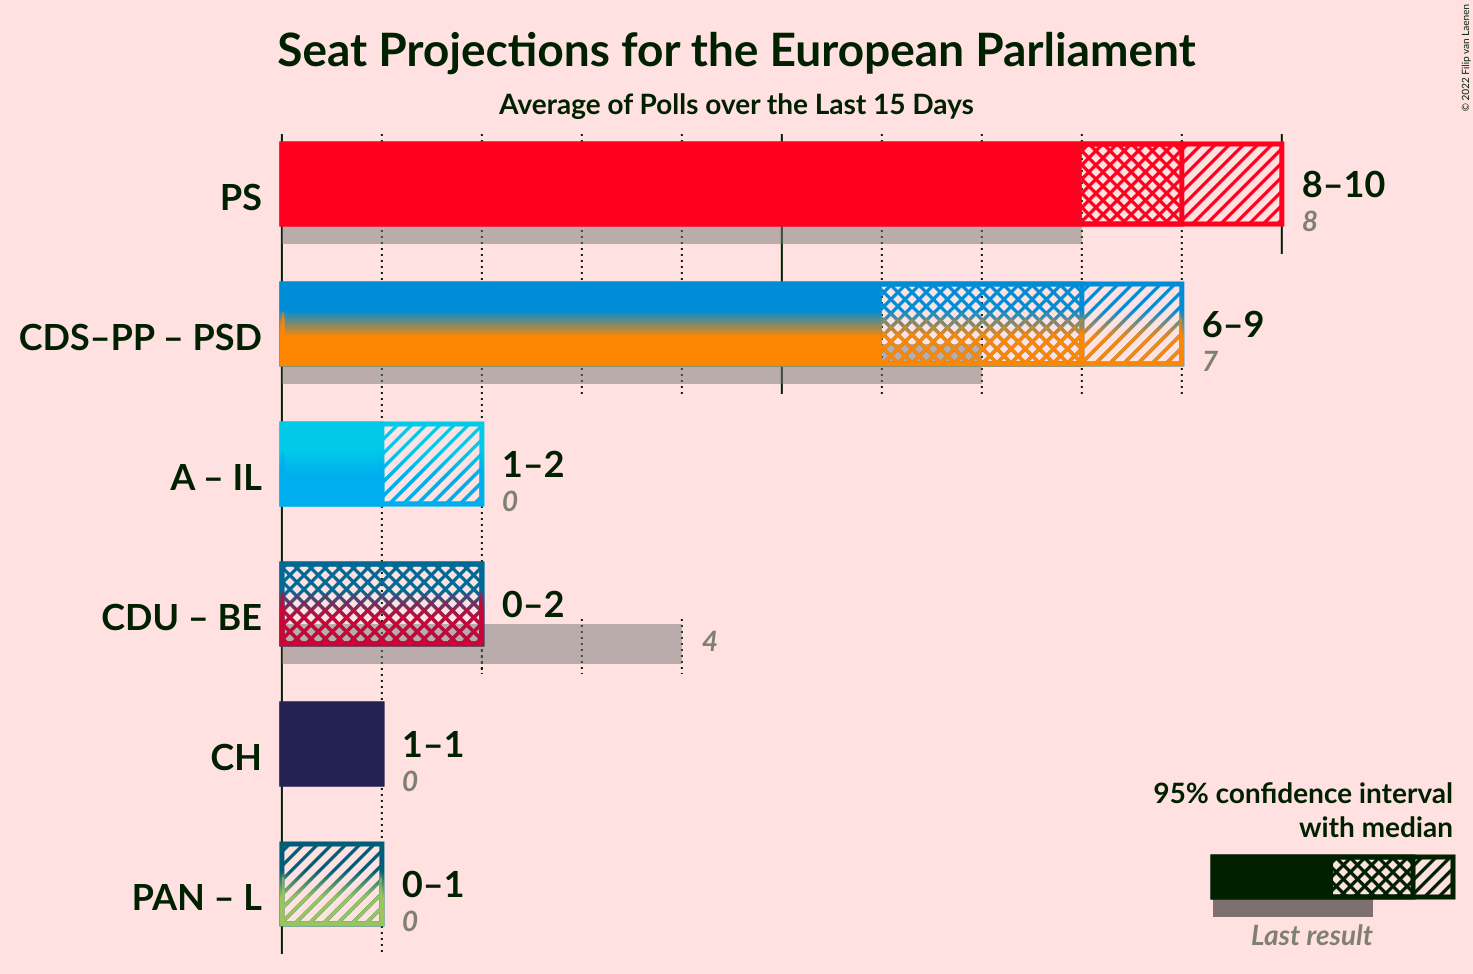 Seat Projections for the European Parliament
Average of Polls over the Last 15 Days
© 2022 Filip van Laenen
PS
8–10
8
CDS–PP – PSD
6–9
7
A – IL
1–2
0
CDU – BE
0–2
4
CH
1–1
0
PAN – L
0–1
0
95% confidence interval
with median
Last result